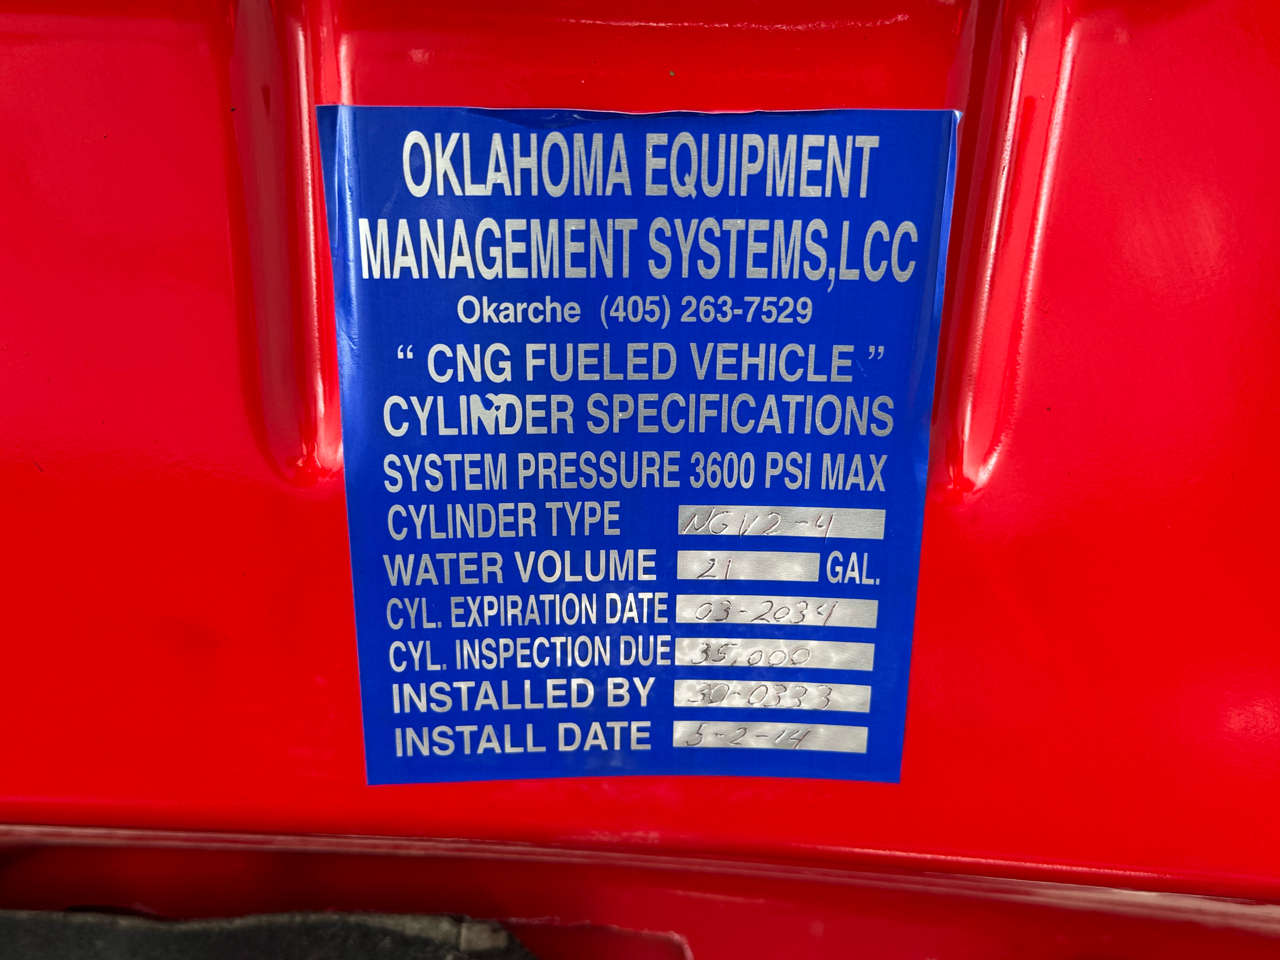 OKLAHOMA EQUIPMENT
MANAGEMENT SYSTEMS,LCC
Okarche (405) 263-7529
“ CNG FUELED VEHICLE ”
CYLINDER SPECIFICATIONS
SYSTEM PRESSURE 3600 PSI MAX
CYLINDER TYPE NGV2-4
WATER VOLUME 21 GAL.
CYL. EXPIRATION DATE 03-2034
CYL. INSPECTION DUE 35,000
INSTALLED BY 30-0333
INSTALL DATE 5-2-14